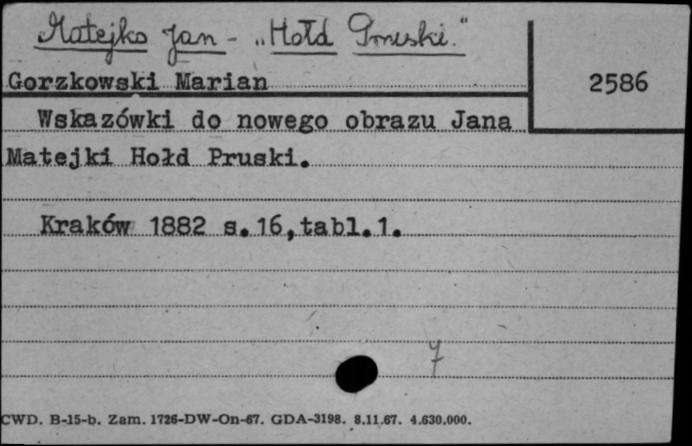 Matejko Jan - „Hołd Pruski."
Gorzkowski Marian
2586
Wskazówki do nowego obrazu Jana
Matejki Hołd Pruski.
Kraków 1882 s.16,tabl.1.
7
CWD. B-15-b. Zam. 1726-DW-On-67. GDA-3198. 8.11.67. 4.630.000.